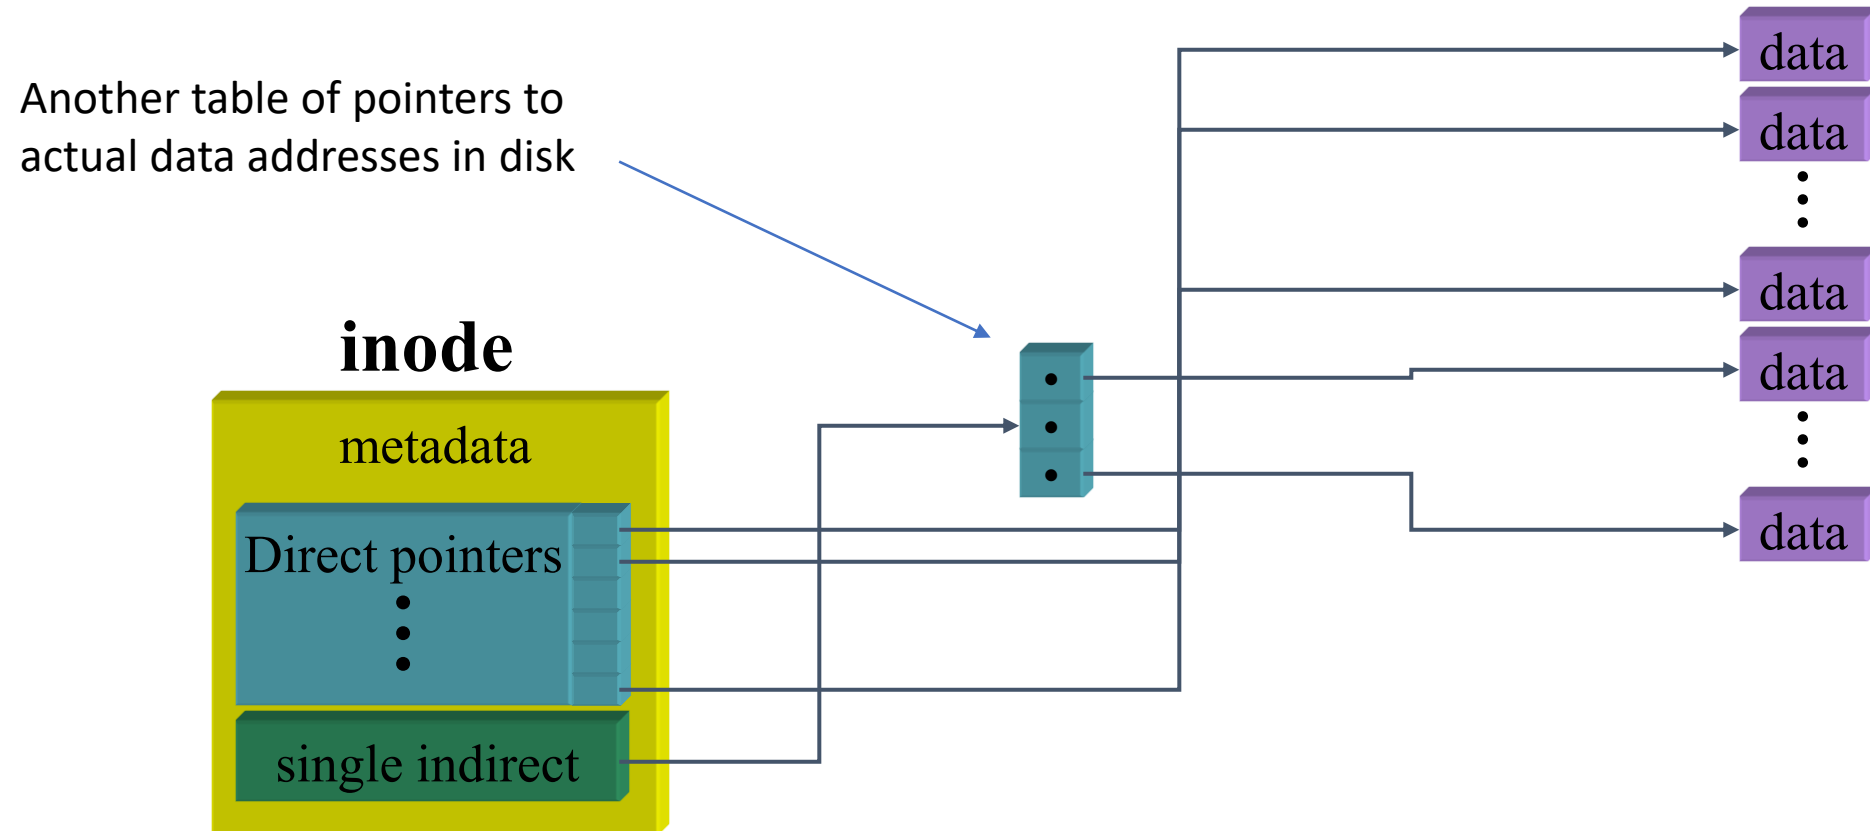 Another table of pointers to
actual data addresses in disk
inode
metadata
Direct pointers
single indirect
data
data
data
data
data